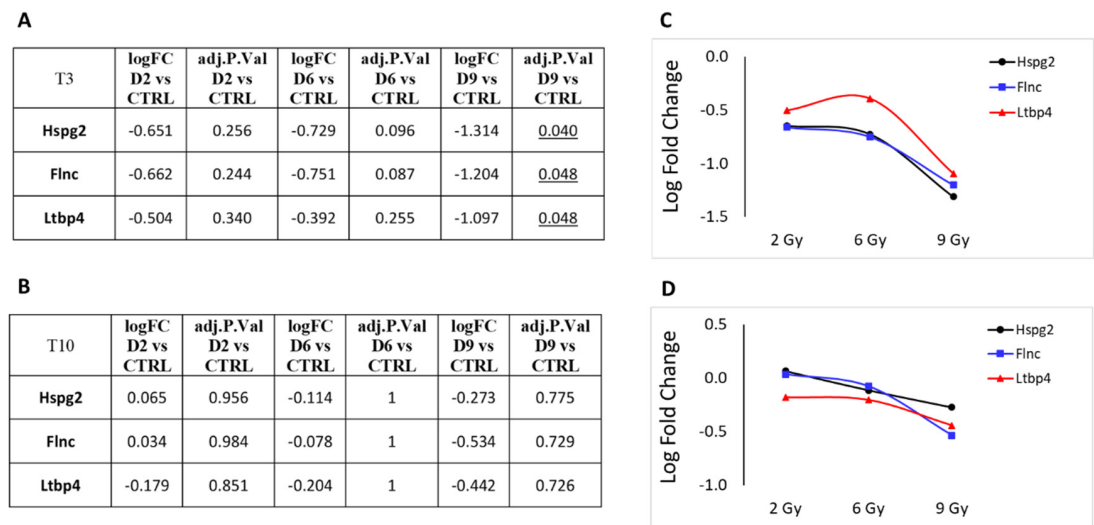 A
T3 logFC D2 vs CTRL adj.P.Val D2 vs CTRL logFC D6 vs CTRL adj.P.Val D6 vs CTRL logFC D9 vs CTRL adj.P.Val D9 vs CTRL
Hspg2 -0.651 0.256 -0.729 0.096 -1.314 0.040
Flnc -0.662 0.244 -0.751 0.087 -1.204 0.048
Ltbp4 -0.504 0.340 -0.392 0.255 -1.097 0.048
B
T10 logFC D2 vs CTRL adj.P.Val D2 vs CTRL logFC D6 vs CTRL adj.P.Val D6 vs CTRL logFC D9 vs CTRL adj.P.Val D9 vs CTRL
Hspg2 0.065 0.956 -0.114 1 -0.273 0.775
Flnc 0.034 0.984 -0.078 1 -0.534 0.729
Ltbp4 -0.179 0.851 -0.204 1 -0.442 0.726
C
Log Fold Change
0.0
-0.5
-1.0
-1.5
2 Gy 6 Gy 9 Gy
Hspg2
Flnc
Ltbp4
D
Log Fold Change
0.5
0.0
-0.5
-1.0
2 Gy 6 Gy 9 Gy
Hspg2
Flnc
Ltbp4